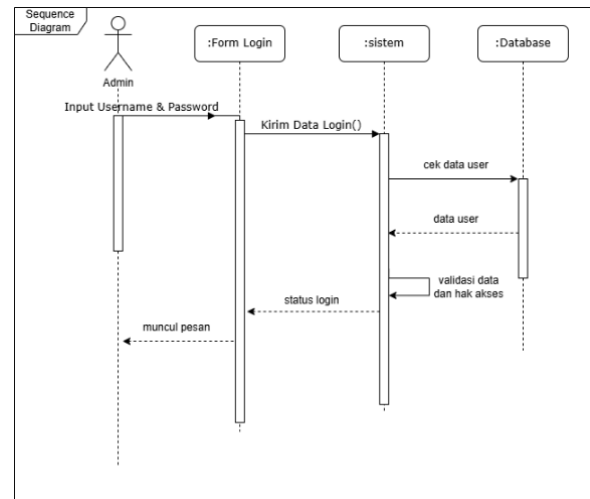 Sequence
Diagram
:Form Login
:sistem
:Database
Admin
Input Username & Password
Kirim Data Login()
cek data user
data user
validasi data
dan hak akses
status login
muncul pesan